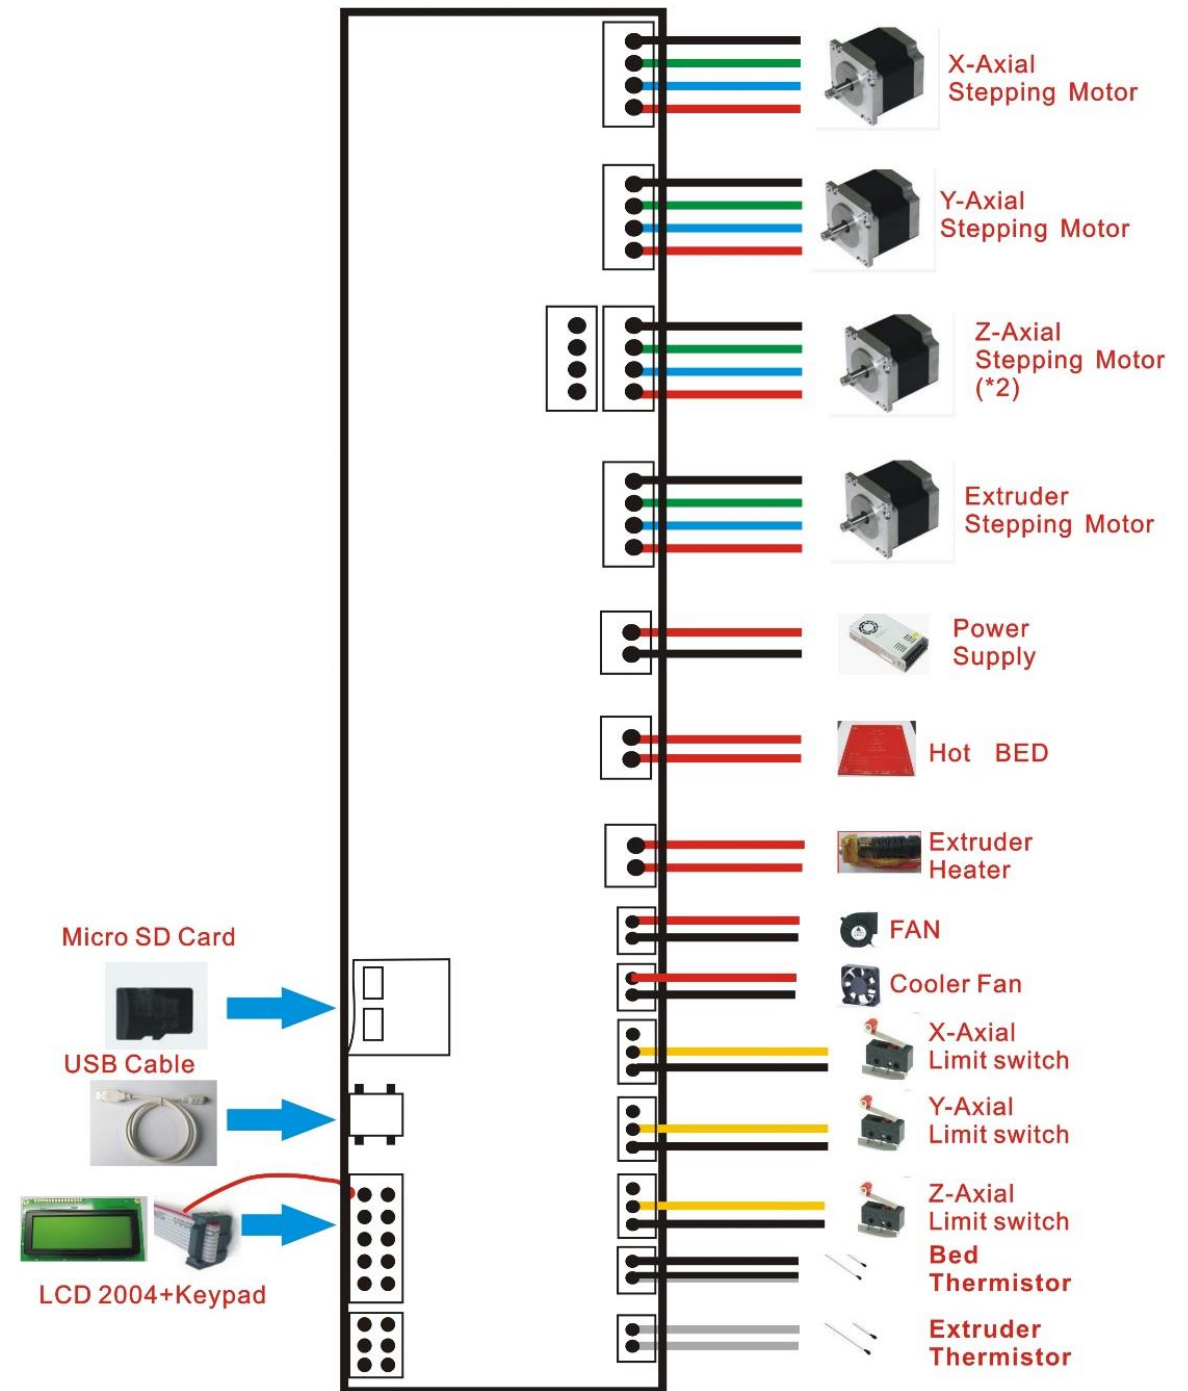 X-Axial
Stepping Motor
Y-Axial
Stepping Motor
Z-Axial
Stepping Motor
(*2)
Extruder
Stepping Motor
Power
Supply
Hot BED
Extruder
Heater
FAN
Cooler Fan
X-Axial
Limit switch
Y-Axial
Limit switch
Z-Axial
Limit switch
Bed
Thermistor
Extruder
Thermistor
Micro SD Card
USB Cable
LCD 2004+Keypad